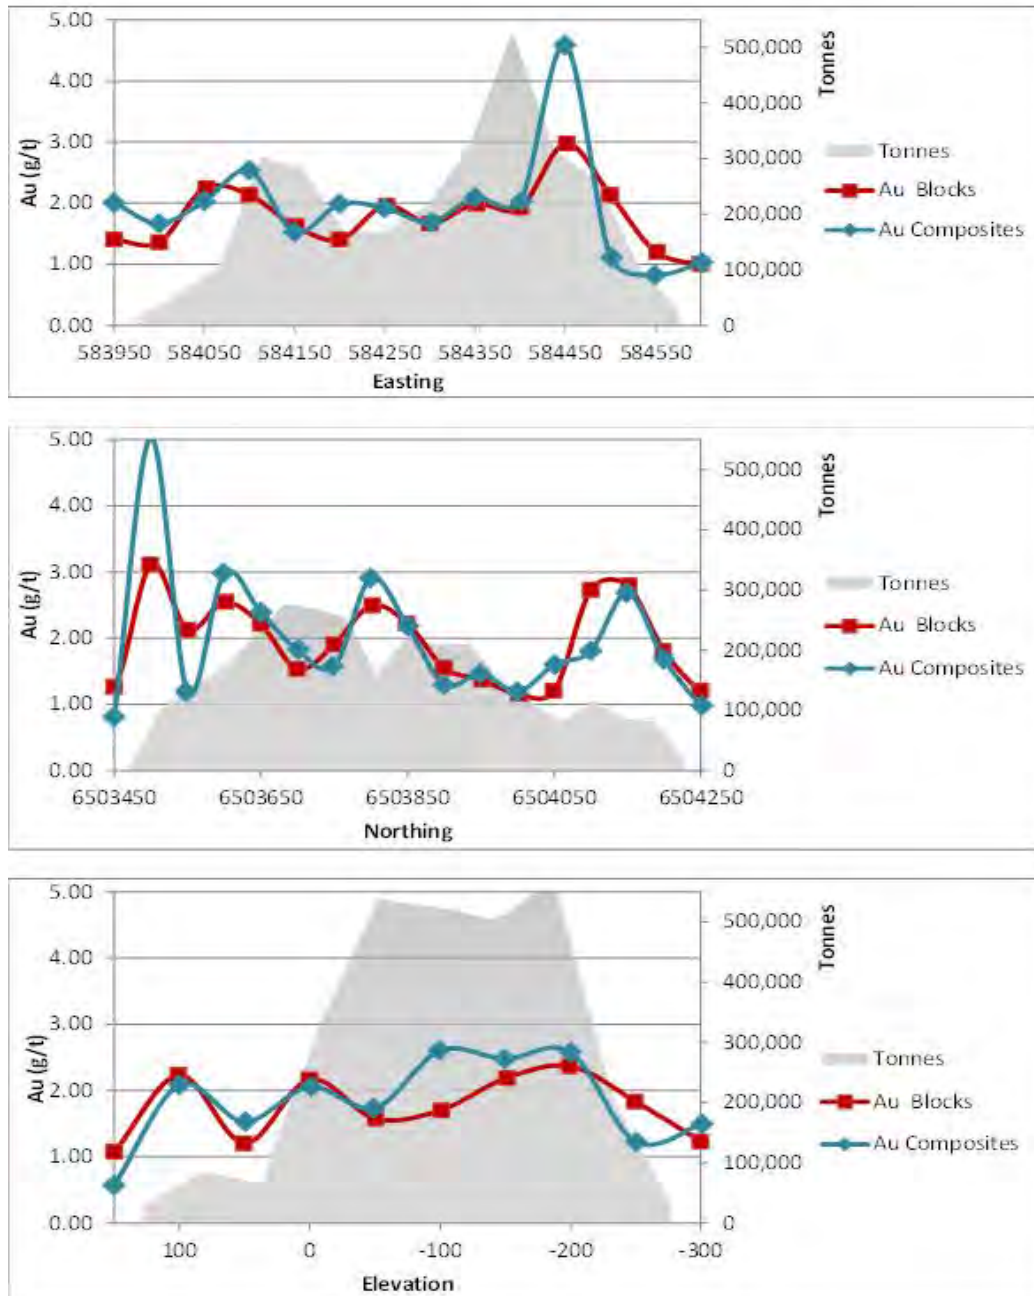 5.00
4.00
3.00
2.00
1.00
0.00
Au (g/t)
500,000
400,000
300,000
200,000
100,000
0
Tonnes
583950 584050 584150 584250 584350 584450 584550
Easting
Tonnes
Au Blocks
Au Composites
5.00
4.00
3.00
2.00
1.00
0.00
Au (g/t)
500,000
400,000
300,000
200,000
100,000
0
Tonnes
6503450 6503650 6503850 6504050 6504250
Northing
Tonnes
Au Blocks
Au Composites
5.00
4.00
3.00
2.00
1.00
0.00
Au (g/t)
500,000
400,000
300,000
200,000
100,000
0
Tonnes
100 0 -100 -200 -300
Elevation
Tonnes
Au Blocks
Au Composites